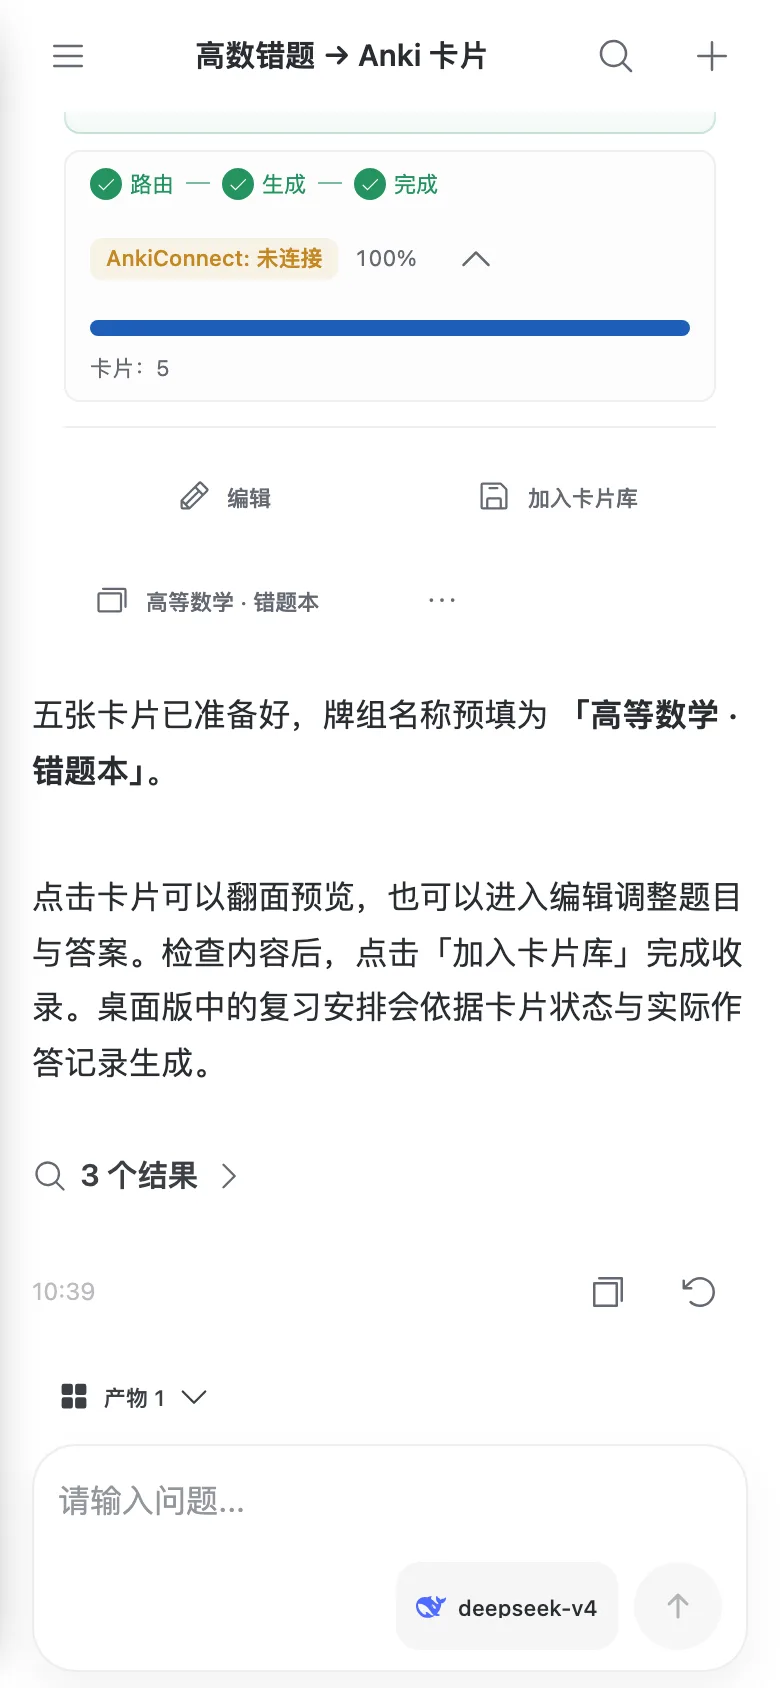 高数错题 → Anki 卡片
路由 — 生成 — 完成
AnkiConnect: 未连接 100%
卡片：5
编辑 加入卡片库
高等数学 · 错题本 ···
五张卡片已准备好，牌组名称预填为「高等数学 ·
错题本」。
点击卡片可以翻面预览，也可以进入编辑调整题目
与答案。检查内容后，点击「加入卡片库」完成收
录。桌面版中的复习安排会依据卡片状态与实际作
答记录生成。
3 个结果
10:39
产物 1
请输入问题...
deepseek-v4